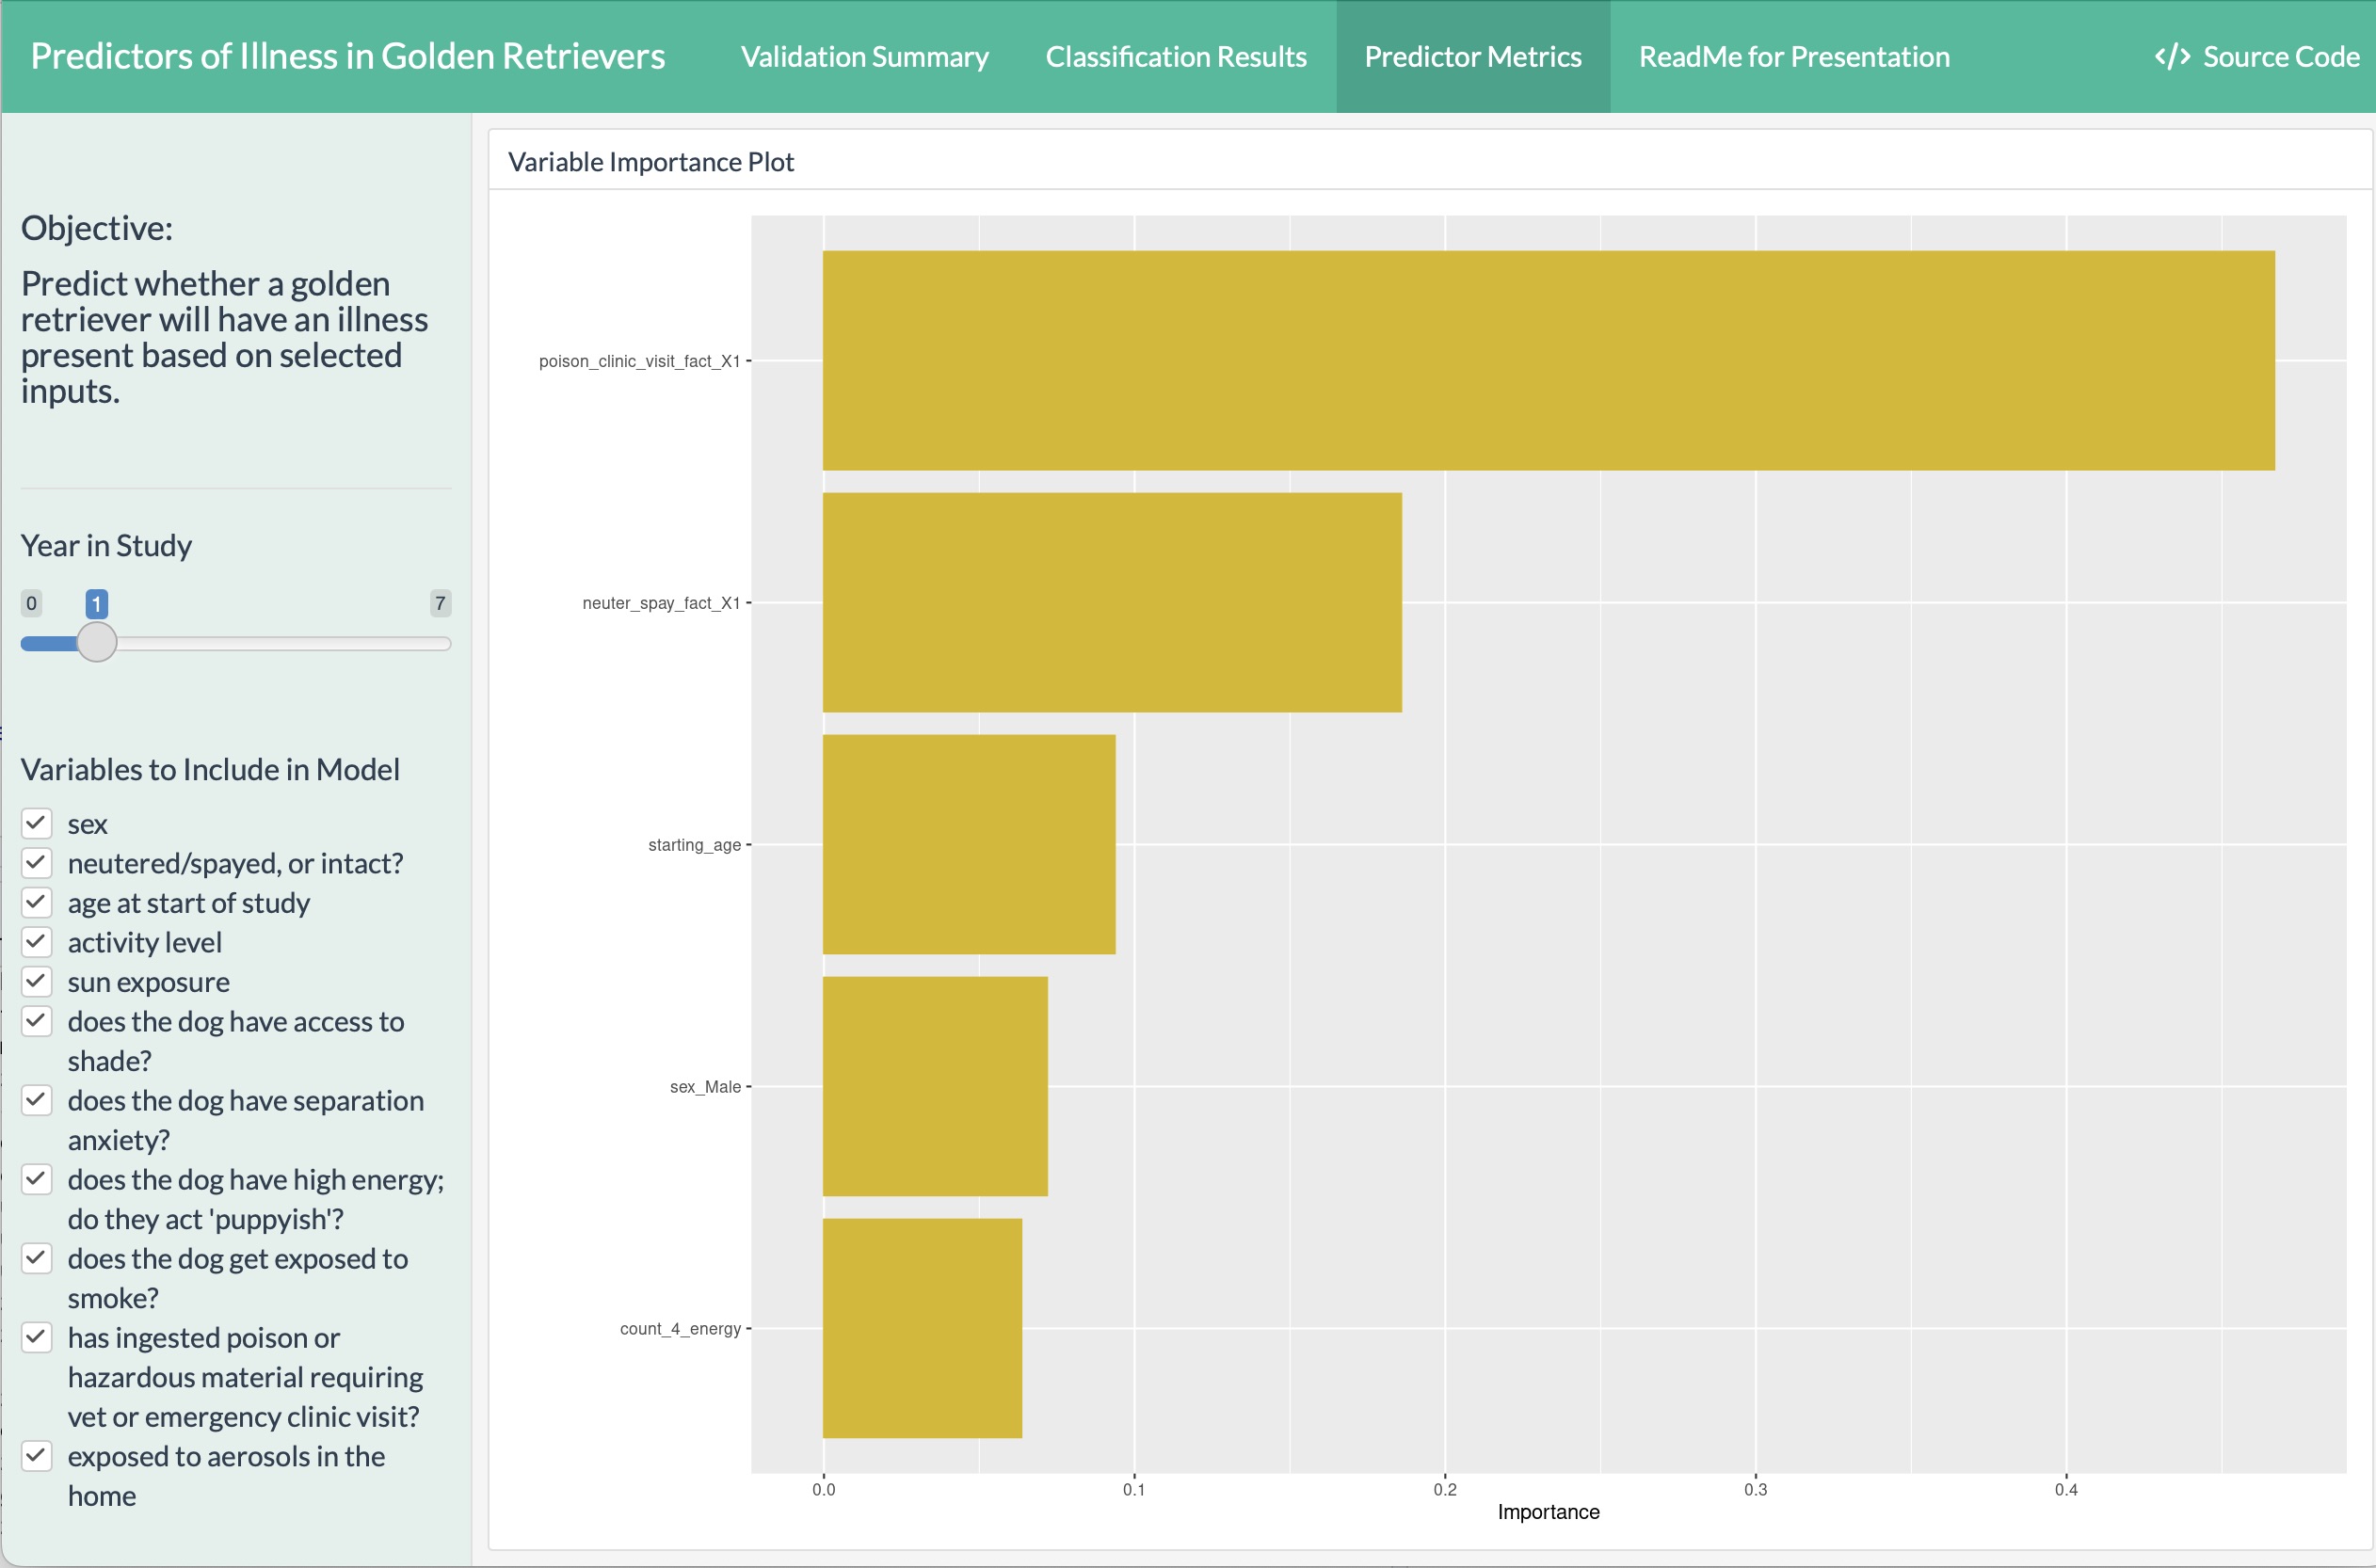 Predictors of Illness in Golden Retrievers
Validation Summary
Classification Results
Predictor Metrics
ReadMe for Presentation
</> Source Code
Objective:
Predict whether a golden
retriever will have an illness
present based on selected
inputs.
Year in Study
0
1
7
Variables to Include in Model
sex
neutered/spayed, or intact?
age at start of study
activity level
sun exposure
does the dog have access to
shade?
does the dog have separation
anxiety?
does the dog have high energy;
do they act 'puppyish'?
does the dog get exposed to
smoke?
has ingested poison or
hazardous material requiring
vet or emergency clinic visit?
exposed to aerosols in the
home
Variable Importance Plot
poison_clinic_visit_fact_X1
neuter_spay_fact_X1
starting_age
sex_Male
count_4_energy
0.0
0.1
0.2
0.3
0.4
Importance